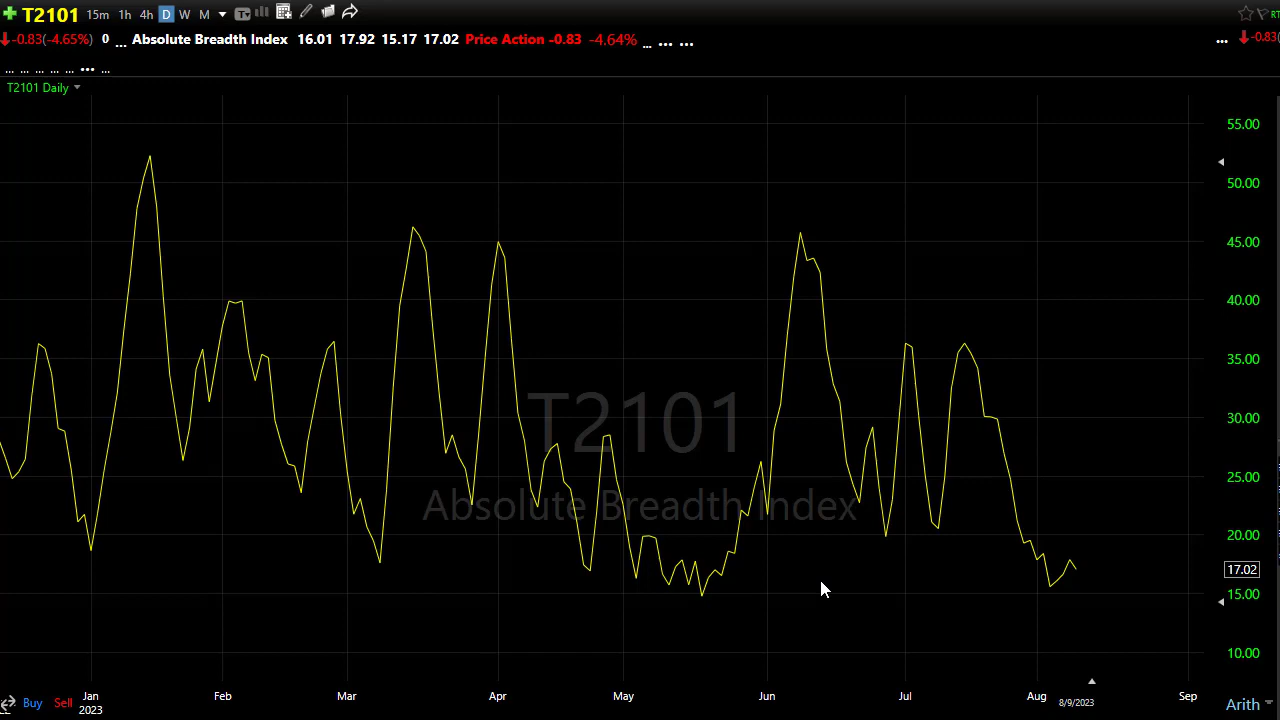 T2101 15m 1h 4h D W M T RT
-0.83(-4.65%) 0 ... Absolute Breadth Index 16.01 17.92 15.17 17.02 Price Action -0.83 -4.64% ... ... ... ... -0.83(
... ... ... ... ... ... ...
T2101 Daily
55.00
50.00
45.00
40.00
35.00
30.00
25.00
20.00
17.02
15.00
10.00
T2101
Absolute Breadth Index
Jan Feb Mar Apr May Jun Jul Aug Sep
Buy Sell 2023 8/9/2023 Arith